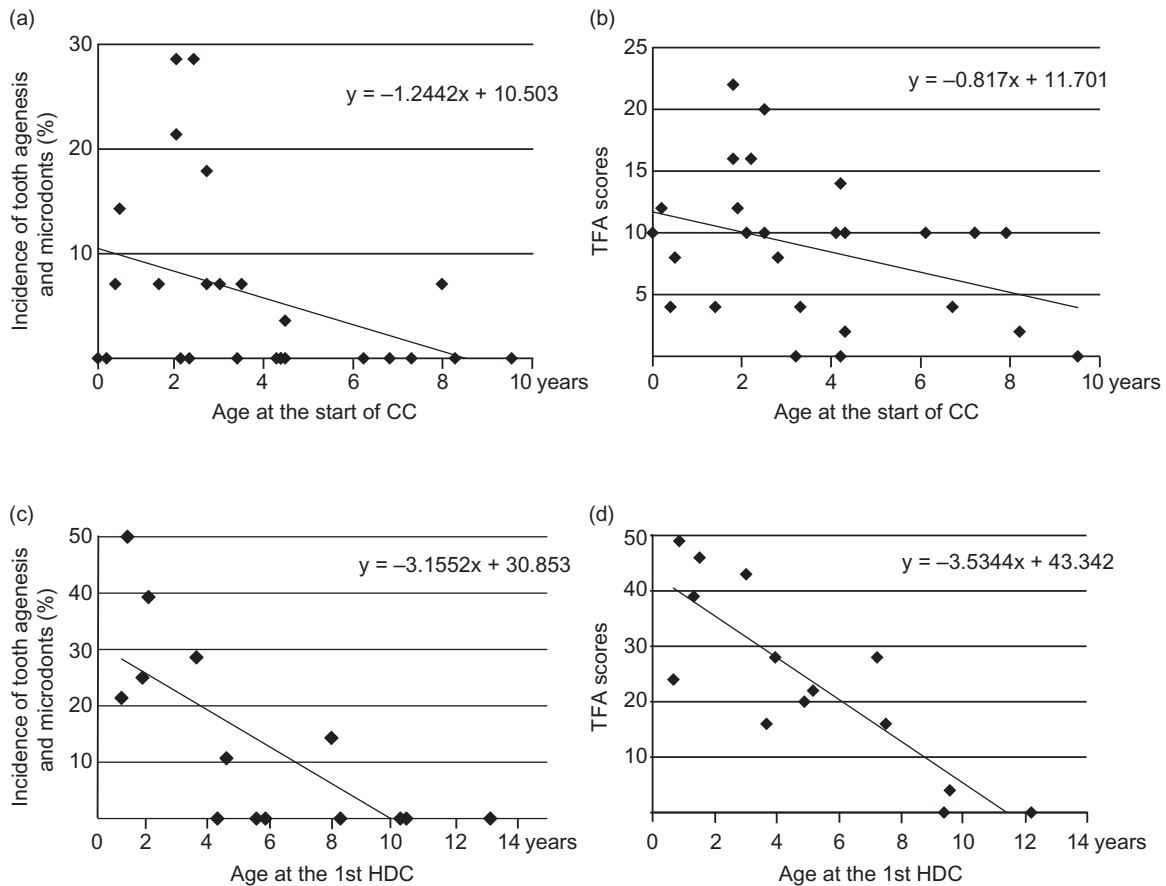 (a)
Incidence of tooth agenesis
and microdonts (%)
30
20
10
y = –1.2442x + 10.503
0
2
4
6
8
10 years
Age at the start of CC
(b)
TFA scores
25
20
15
10
5
y = –0.817x + 11.701
0
2
4
6
8
10 years
Age at the start of CC
(c)
Incidence of tooth agenesis
and microdonts (%)
50
40
30
20
10
y = –3.1552x + 30.853
0
2
4
6
8
10
12
14 years
Age at the 1st HDC
(d)
TFA scores
50
40
30
20
10
y = –3.5344x + 43.342
0
2
4
6
8
10
12
14 years
Age at the 1st HDC